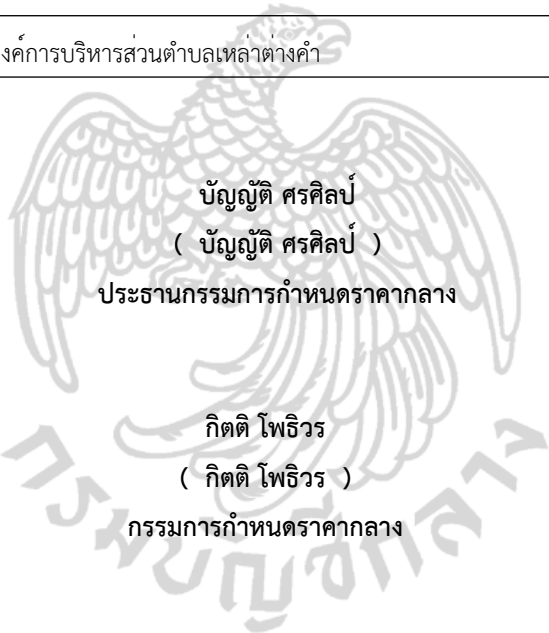 งค์การบริหารส่วนตำบลเหล่าต่างคำ
บัญญัติ ศรศิลป์
( บัญญัติ ศรศิลป์ )
ประธานกรรมการกำหนดราคากลาง
กิตติ โพธิวร
( กิตติ โพธิวร )
กรรมการกำหนดราคากลาง
กรมบัญชีกลาง